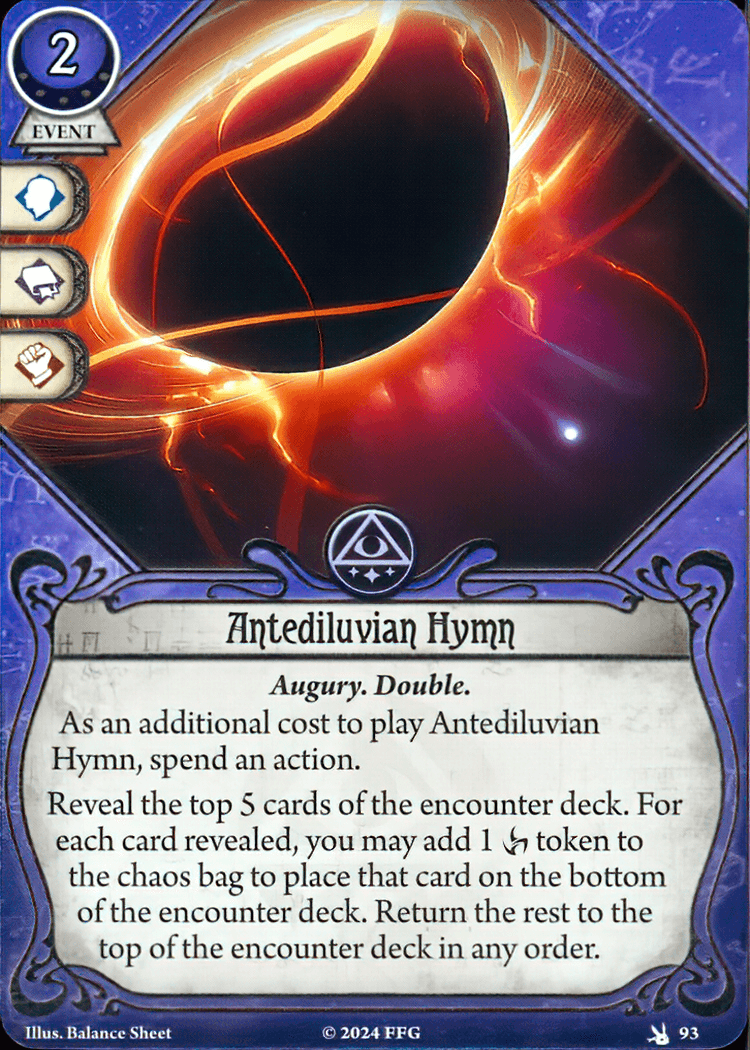 2
EVENT
Antediluvian Hymn
Augury. Double.
As an additional cost to play Antediluvian
Hymn, spend an action.
Reveal the top 5 cards of the encounter deck. For
each card revealed, you may add 1 token to
the chaos bag to place that card on the bottom
of the encounter deck. Return the rest to the
top of the encounter deck in any order.
Illus. Balance Sheet
© 2024 FFG
93